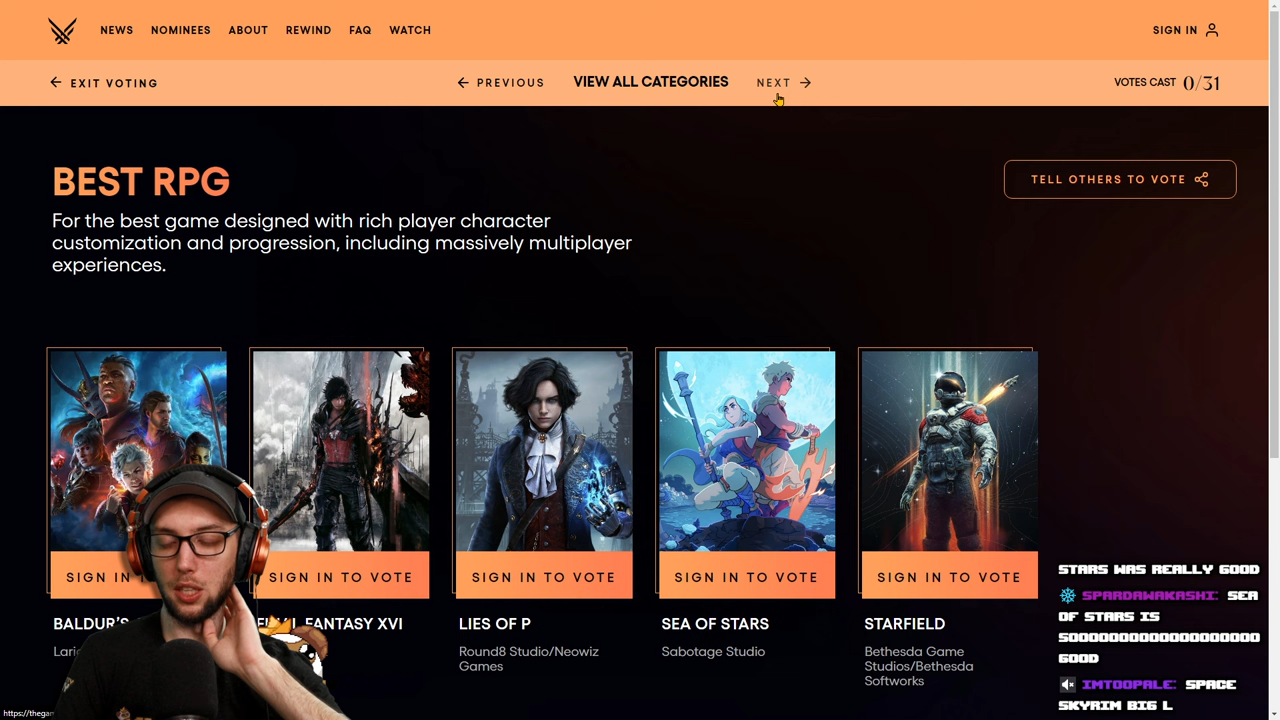 NEWS NOMINEES ABOUT REWIND FAQ WATCH SIGN IN
EXIT VOTING PREVIOUS VIEW ALL CATEGORIES NEXT VOTES CAST 0/31
BEST RPG
TELL OTHERS TO VOTE
For the best game designed with rich player character
customization and progression, including massively multiplayer
experiences.
SIGN IN SIGN IN TO VOTE SIGN IN TO VOTE SIGN IN TO VOTE SIGN IN TO VOTE
BALDUR'S FANTASY XVI LIES OF P SEA OF STARS STARFIELD
Round8 Studio/Neowiz
Games
Sabotage Studio
Bethesda Game
Studios/Bethesda
Softworks
STARS WAS REALLY GOOD
SPARDAWAKASHI: SEA
OF STARS IS
SOOOOOOOOOOOOOOOOOOO
GOOD
IMTOOPALE: SPACE
SKYRIM BIG L